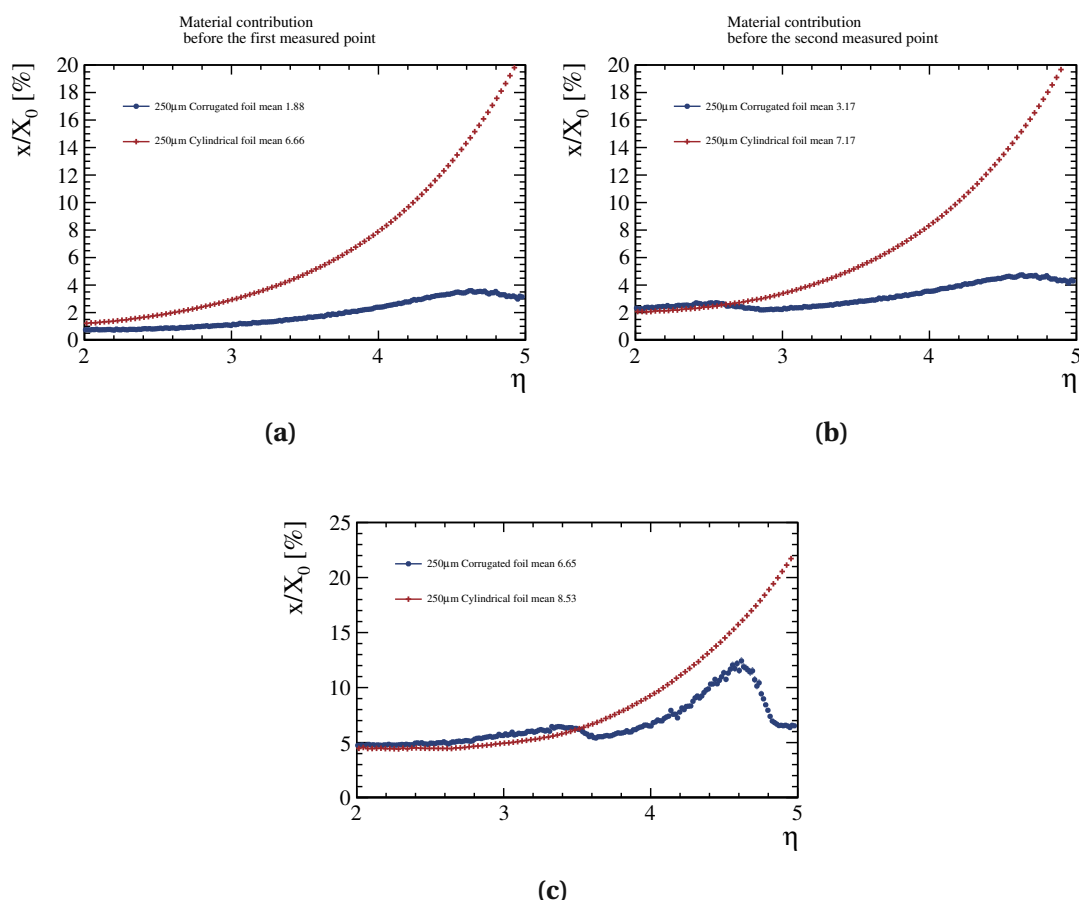 Material contribution
before the first measured point
x/X₀ [%]
20
18
16
14
12
10
8
6
4
2
0
250μm Corrugated foil mean 1.88
250μm Cylindrical foil mean 6.66
2 3 4 5
η
(a)
Material contribution
before the second measured point
x/X₀ [%]
20
18
16
14
12
10
8
6
4
2
0
250μm Corrugated foil mean 3.17
250μm Cylindrical foil mean 7.17
2 3 4 5
η
(b)
x/X₀ [%]
25
20
15
10
5
0
250μm Corrugated foil mean 6.65
250μm Cylindrical foil mean 8.53
2 3 4 5
η
(c)